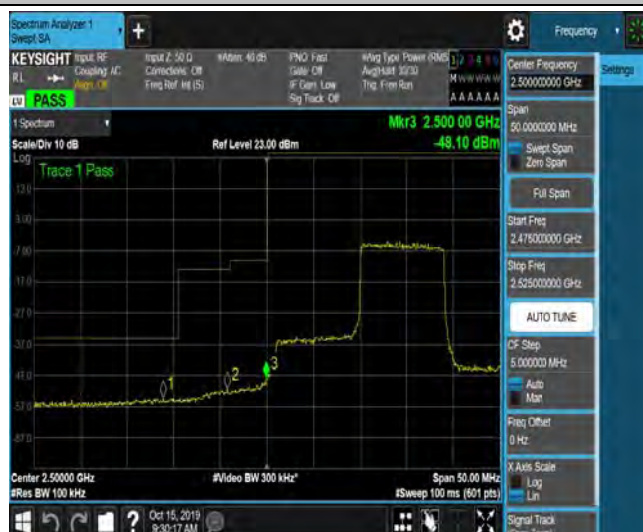 Spectrum Analyzer 1
Swept SA
+
Frequency
KEYSIGHT
RL
Input: RF
Coupling: AC
Align: Off
Input Z: 50 Ω
Corrections: Off
Freq Ref: Int (S)
#Atten: 40 dB
PNO: Fast
Gate: Off
IF Gain: Low
Sig Track: Off
#Avg Type: Power (RMS
Avg|Hold: 30/30
Trig: Free Run
1 2 3 4 5 6
M W W W W W
A A A A A A
PASS
Center Frequency
2.500000000 GHz
Settings
Span
50.0000000 MHz
Swept Span
Zero Span
Full Span
Start Freq
2.475000000 GHz
Stop Freq
2.525000000 GHz
AUTO TUNE
CF Step
5.000000 MHz
Auto
Man
Freq Offset
0 Hz
X Axis Scale
Log
Lin
Signal Track
1 Spectrum
Mkr3 2.500 00 GHz
Scale/Div 10 dB
Ref Level 23.00 dBm
-48.10 dBm
Log
Trace 1 Pass
13.0
3.00
-7.00
-17.0
-27.0
-37.0
-47.0
-57.0
-67.0
1
2
3
Center 2.50000 GHz
#Video BW 300 kHz*
Span 50.00 MHz
#Res BW 100 kHz
#Sweep 100 ms (601 pts)
?
Oct 15, 2019
9:30:17 AM